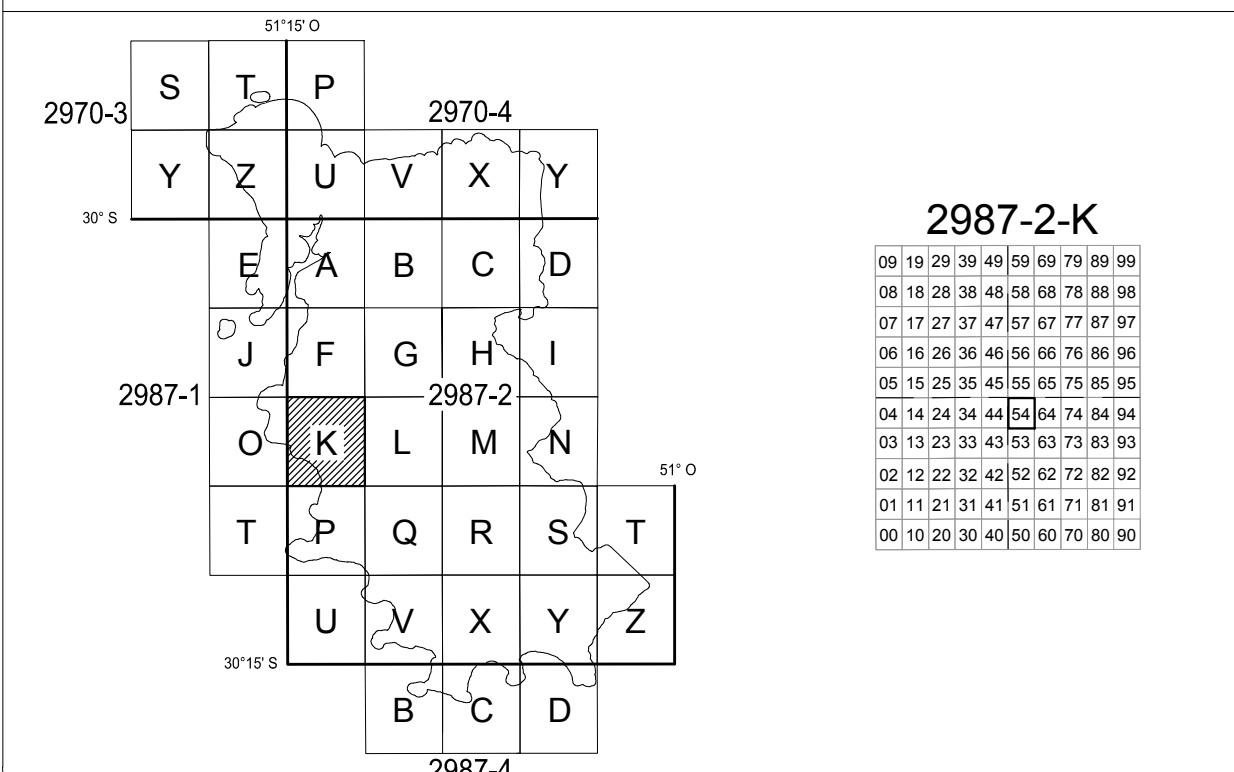 51°15' O
S T P
2970-3 2970-4
Y Z U V X Y
30° S
E A B C D
J F G H I
2987-1 2987-2
O K L M N
51° O
T P Q R S T
U V X Y Z
30°15' S
B C D
2987-4
2987-2-K
09 19 29 39 49 59 69 79 89 99
08 18 28 38 48 58 68 78 88 98
07 17 27 37 47 57 67 77 87 97
06 16 26 36 46 56 66 76 86 96
05 15 25 35 45 55 65 75 85 95
04 14 24 34 44 54 64 74 84 94
03 13 23 33 43 53 63 73 83 93
02 12 22 32 42 52 62 72 82 92
01 11 21 31 41 51 61 71 81 91
00 10 20 30 40 50 60 70 80 90